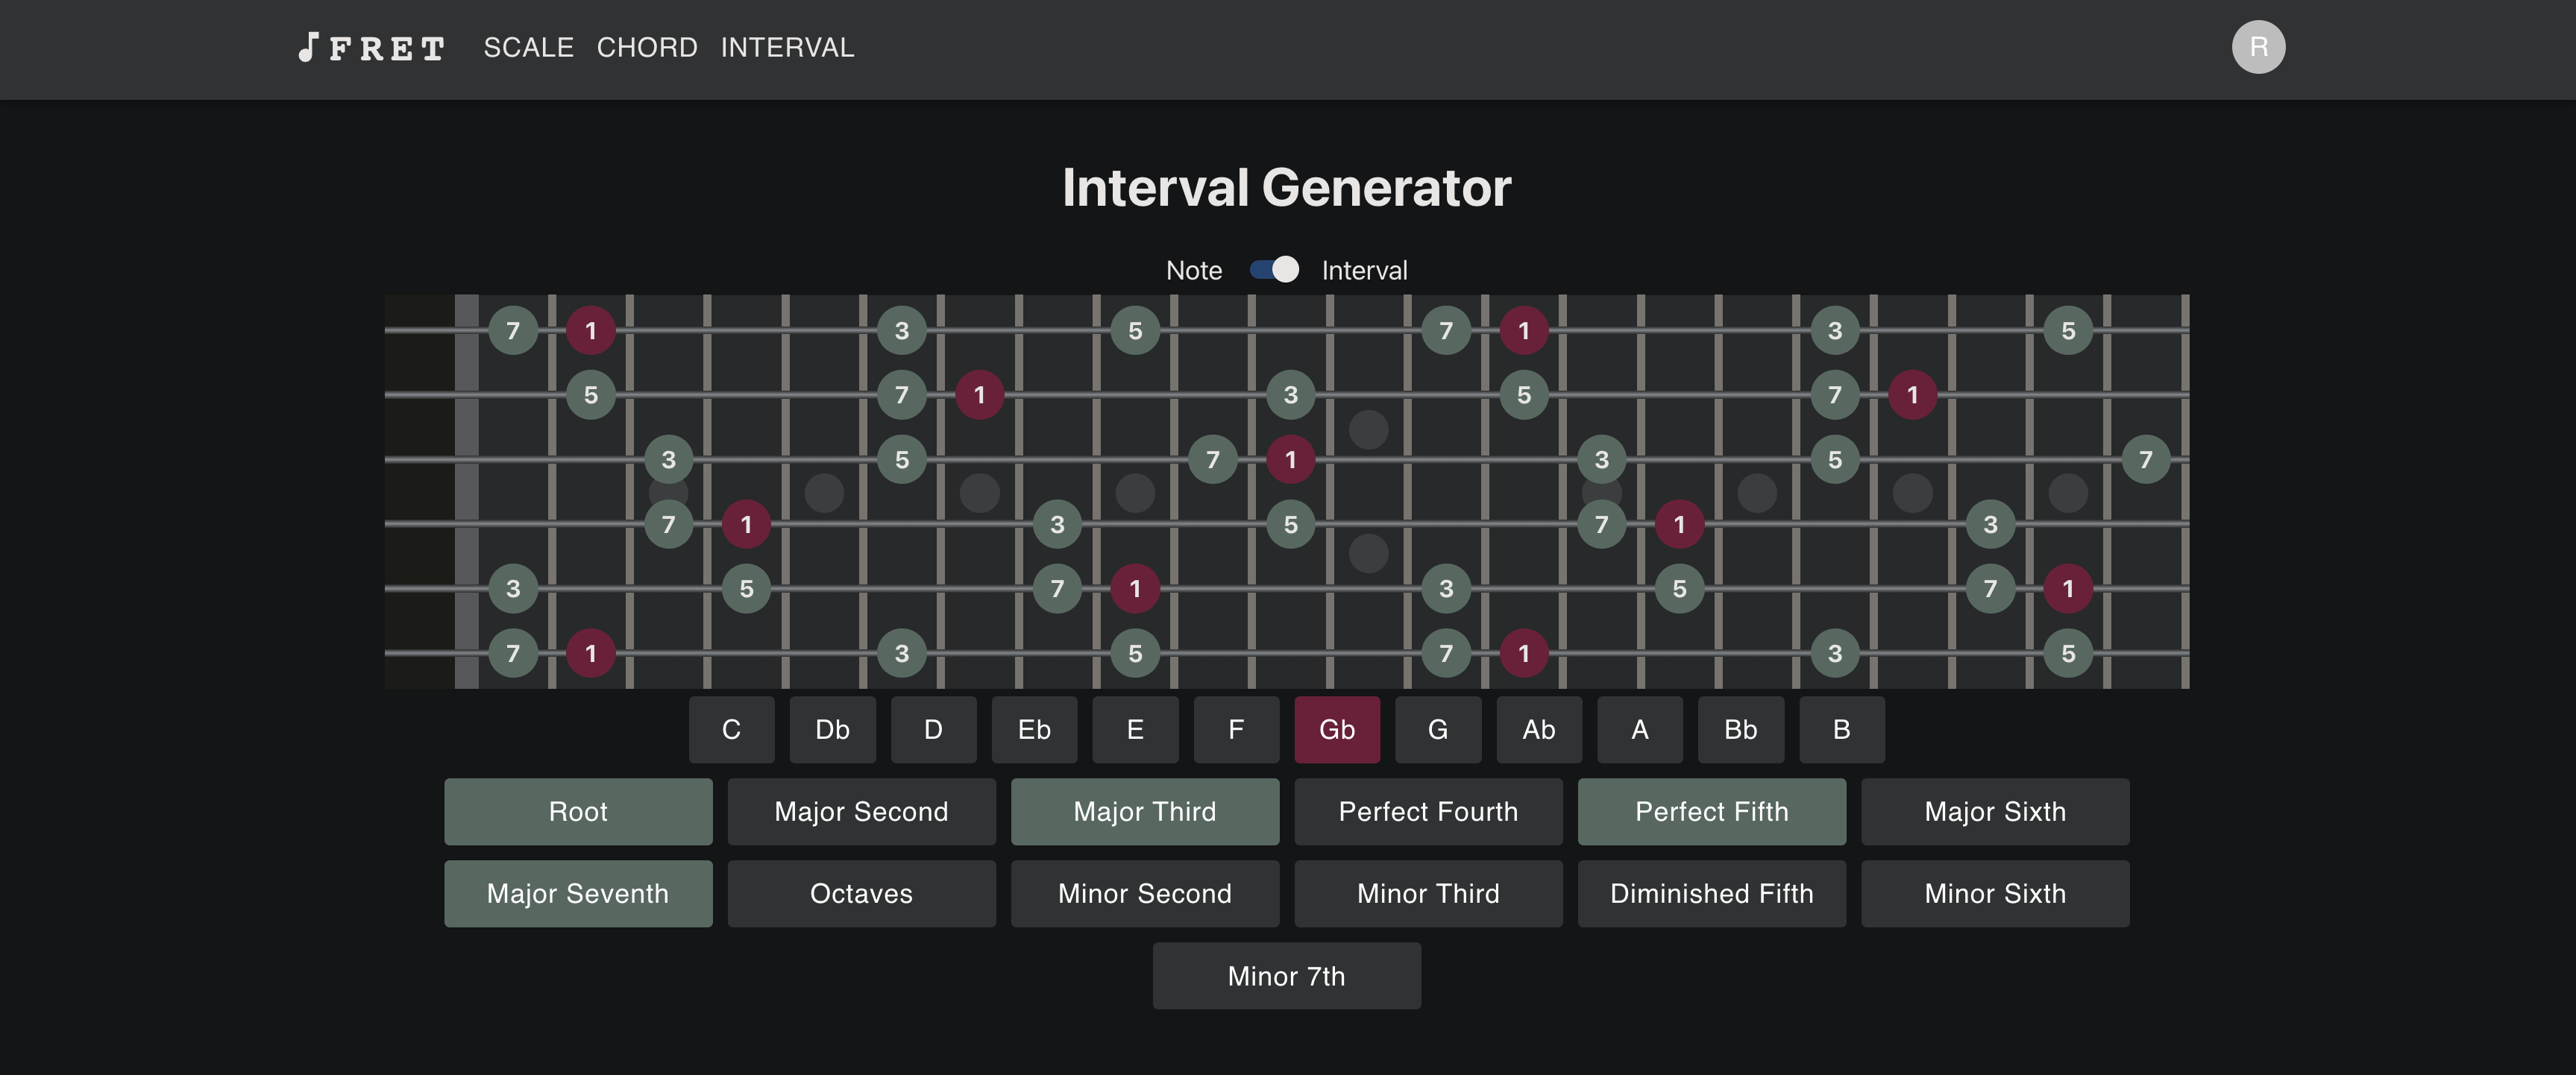 FRET SCALE CHORD INTERVAL R
Interval Generator
Note Interval
7 1 3 5 7 1 3 5
5 7 1 3 5 7 1
3 5 7 1 3 5 7
7 1 3 5 7 1 3
3 5 7 1 3 5 7 1
7 1 3 5 7 1 3 5
C Db D Eb E F Gb G Ab A Bb B
Root Major Second Major Third Perfect Fourth Perfect Fifth Major Sixth
Major Seventh Octaves Minor Second Minor Third Diminished Fifth Minor Sixth
Minor 7th